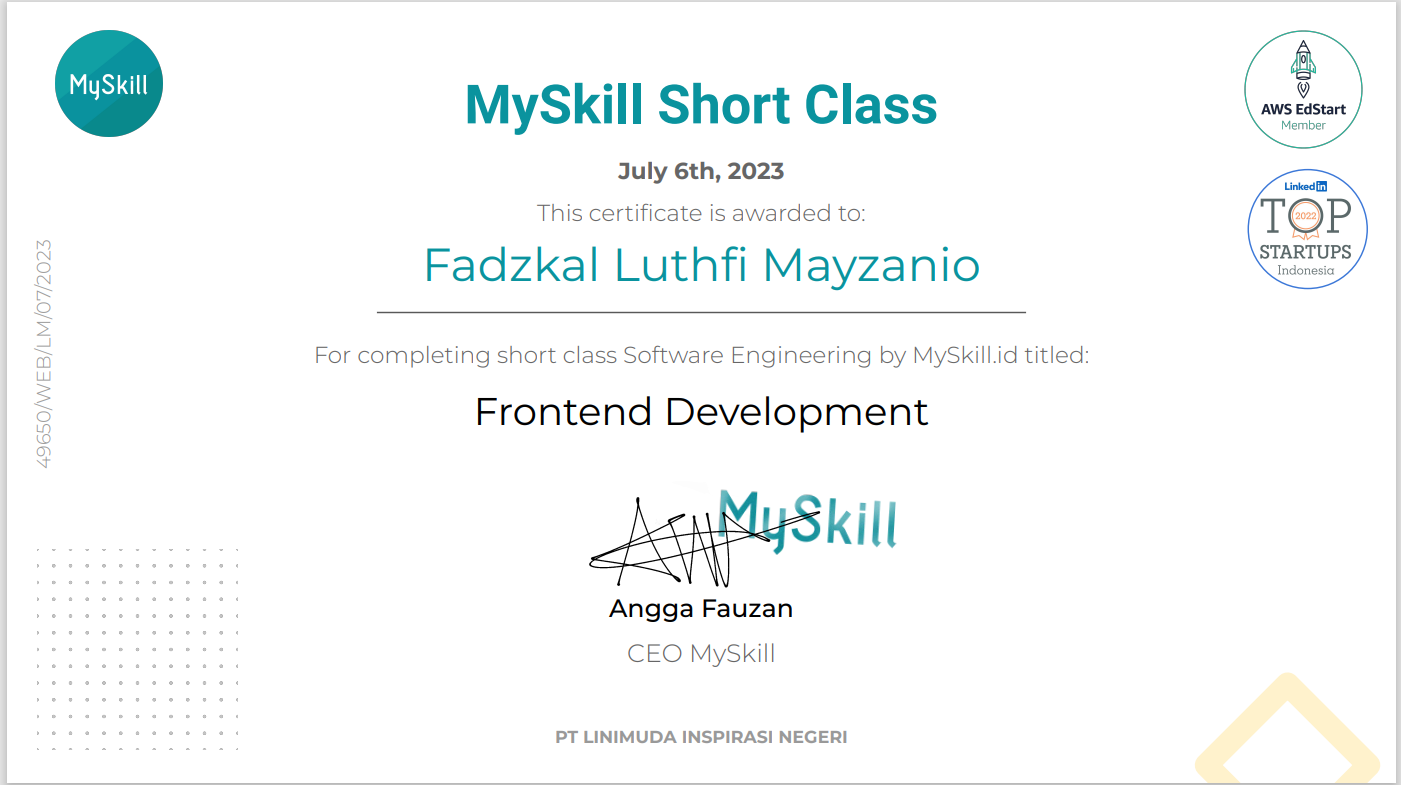 MySkill
MySkill Short Class
AWS EdStart
Member
July 6th, 2023
This certificate is awarded to:
Fadzkal Luthfi Mayzanio
LinkedIn
TOP
2022
STARTUPS
Indonesia
49650/WEB/LM/07/2023
For completing short class Software Engineering by MySkill.id titled:
Frontend Development
MySkill
Angga Fauzan
CEO MySkill
PT LINIMUDA INSPIRASI NEGERI